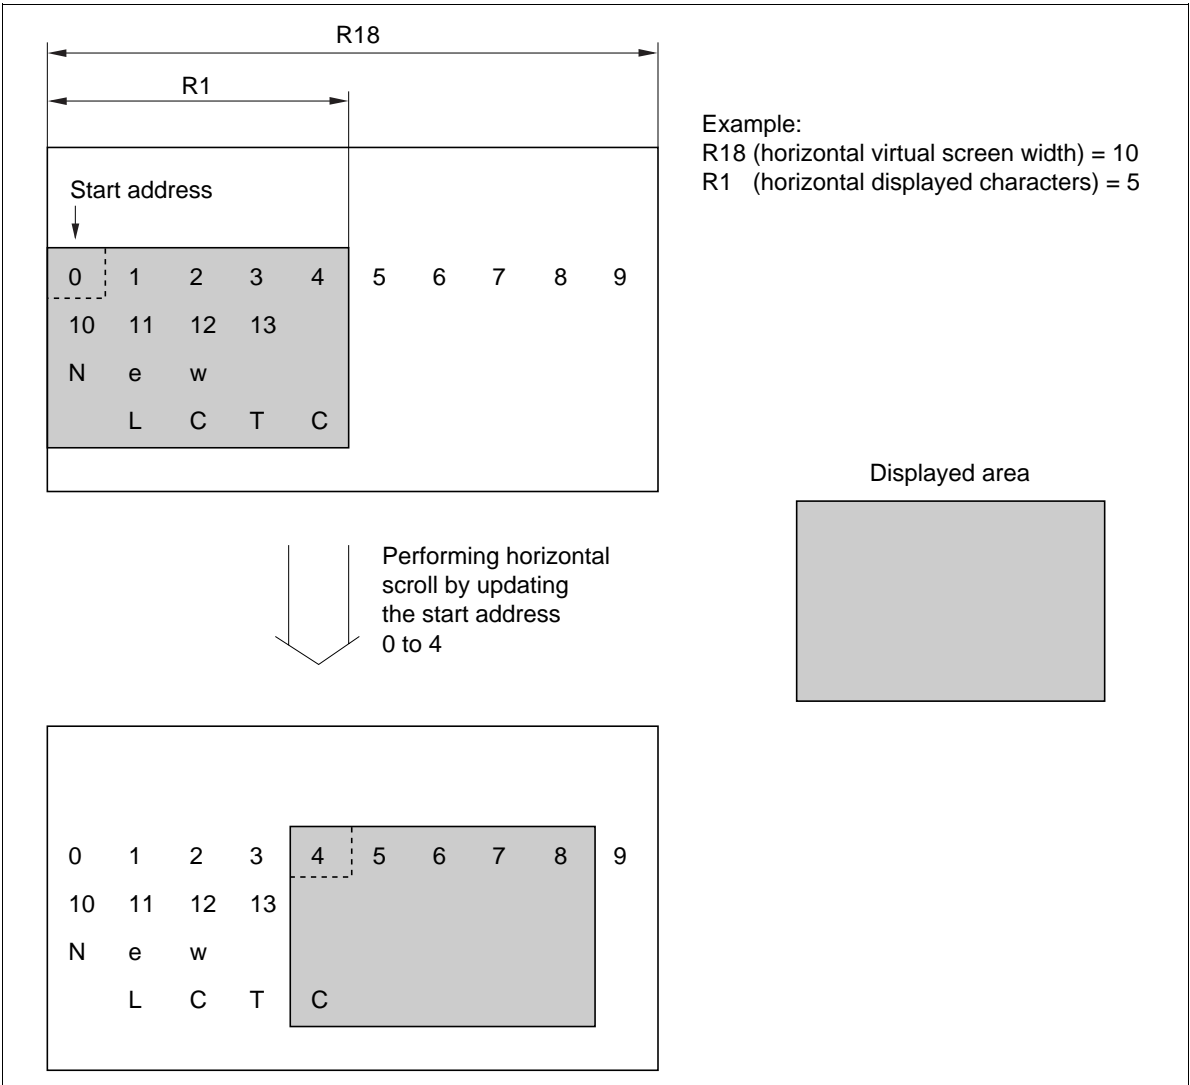 R18
R1
Example:
R18 (horizontal virtual screen width) = 10
R1 (horizontal displayed characters) = 5
Start address
0 1 2 3 4 5 6 7 8 9
10 11 12 13
N e w
L C T C
Displayed area
Performing horizontal
scroll by updating
the start address
0 to 4
0 1 2 3 4 5 6 7 8 9
10 11 12 13
N e w
L C T C